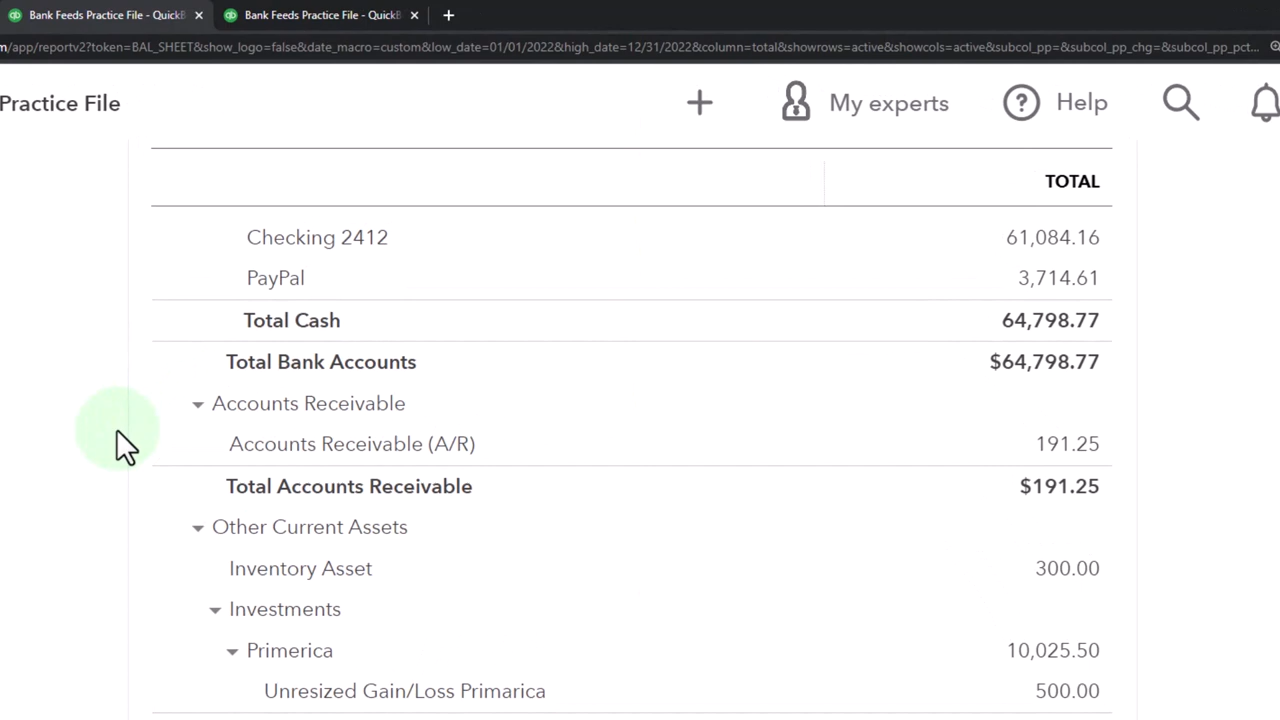 Bank Feeds Practice File - QuickB
Bank Feeds Practice File - QuickB
m/app/reportv2?token=BAL_SHEET&show_logo=false&date_macro=custom&low_date=01/01/2022&high_date=12/31/2022&column=total&showrows=active&showcols=active&subcol_pp=&subcol_pp_chg=&subcol_pp_pct...
Practice File My experts Help
TOTAL
Checking 2412 61,084.16
PayPal 3,714.61
Total Cash 64,798.77
Total Bank Accounts $64,798.77
Accounts Receivable
Accounts Receivable (A/R) 191.25
Total Accounts Receivable $191.25
Other Current Assets
Inventory Asset 300.00
Investments
Primerica 10,025.50
Unresized Gain/Loss Primarica 500.00